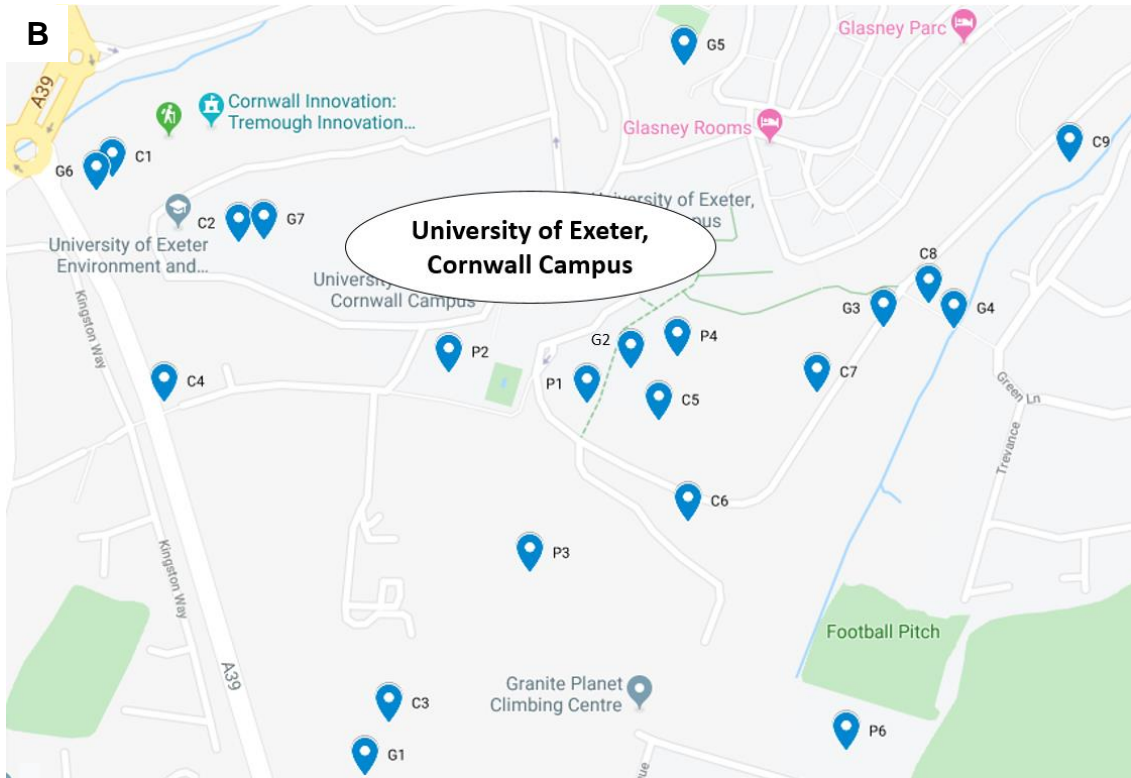 B
G5
Glasney Parc
A39
Cornwall Innovation:
Tremough Innovation...
Glasney Rooms
C9
C1
G6
University of Exeter,
C2
G7
University of Exeter
Environment and...
University of Exeter,
Cornwall Campus
Cornwall Campus
C8
G3
G4
Kingston Way
P2
G2
P4
P1
C5
C7
C4
Green Ln
Trevance
C6
P3
Kingston Way
Football Pitch
A39
Granite Planet
Climbing Centre
C3
G1
P6